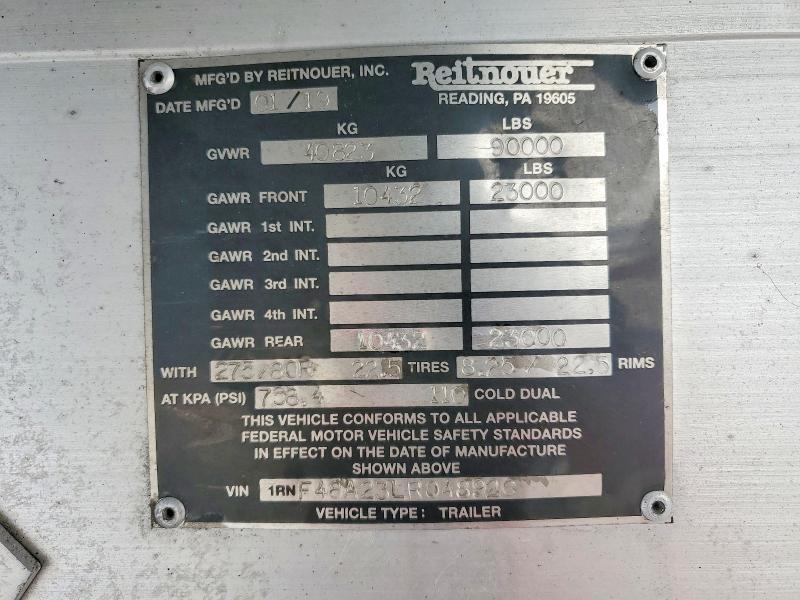 MFG'D BY REITNOUER, INC. Reitnouer
DATE MFG'D 01/19 READING, PA 19605
KG LBS
GVWR 40823 90000
KG LBS
GAWR FRONT 10432 23000
GAWR 1st INT.
GAWR 2nd INT.
GAWR 3rd INT.
GAWR 4th INT.
GAWR REAR 10432 23000
WITH 275/80R 22.5 TIRES 8.25 / 22.5 RIMS
AT KPA (PSI) 758.4 110 COLD DUAL
THIS VEHICLE CONFORMS TO ALL APPLICABLE
FEDERAL MOTOR VEHICLE SAFETY STANDARDS
IN EFFECT ON THE DATE OF MANUFACTURE
SHOWN ABOVE
VIN 1RN
VEHICLE TYPE: TRAILER